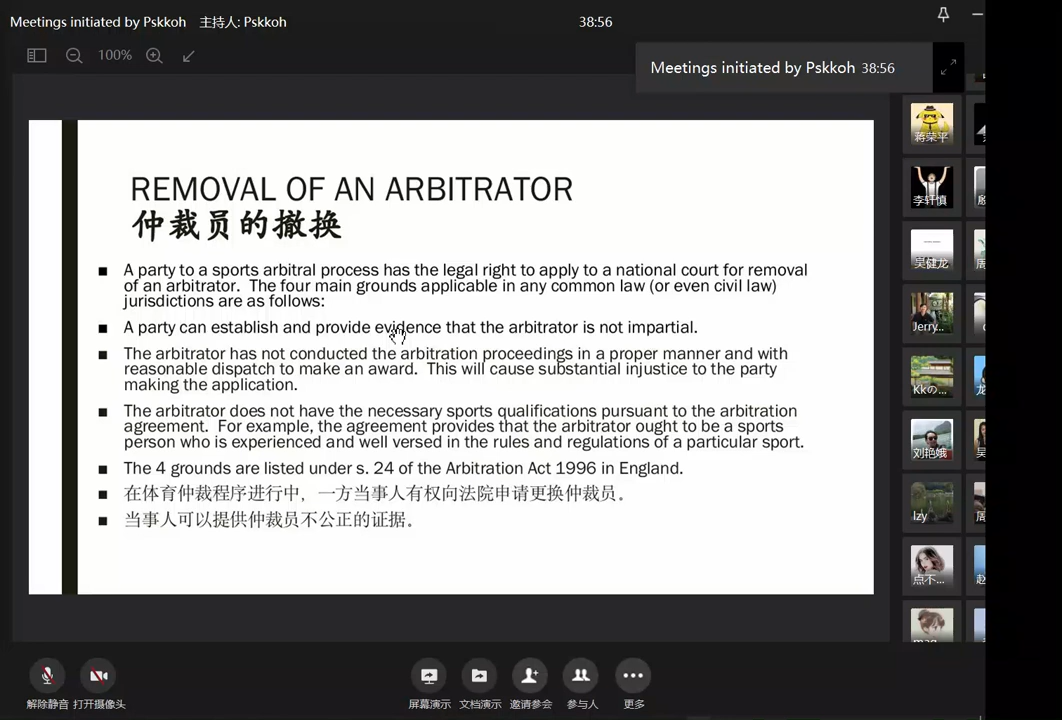 Meetings initiated by Pskkoh 主持人: Pskkoh
38:56
100%
Meetings initiated by Pskkoh 38:56
REMOVAL OF AN ARBITRATOR
仲裁员的撤换
■ A party to a sports arbitral process has the legal right to apply to a national court for removal
of an arbitrator. The four main grounds applicable in any common law (or even civil law)
jurisdictions are as follows:
■ A party can establish and provide evidence that the arbitrator is not impartial.
■ The arbitrator has not conducted the arbitration proceedings in a proper manner and with
reasonable dispatch to make an award. This will cause substantial injustice to the party
making the application.
■ The arbitrator does not have the necessary sports qualifications pursuant to the arbitration
agreement. For example, the agreement provides that the arbitrator ought to be a sports
person who is experienced and well versed in the rules and regulations of a particular sport.
■ The 4 grounds are listed under s. 24 of the Arbitration Act 1996 in England.
■ 在体育仲裁程序进行中，一方当事人有权向法院申请更换仲裁员。
■ 当事人可以提供仲裁员不公正的证据。
蒋荣平
李轩慎
吴健龙
Jerry...
Kkの...
刘艳娥
lzy
点不...
解除静音 打开摄像头 屏幕演示 文档演示 邀请参会 参与人 更多